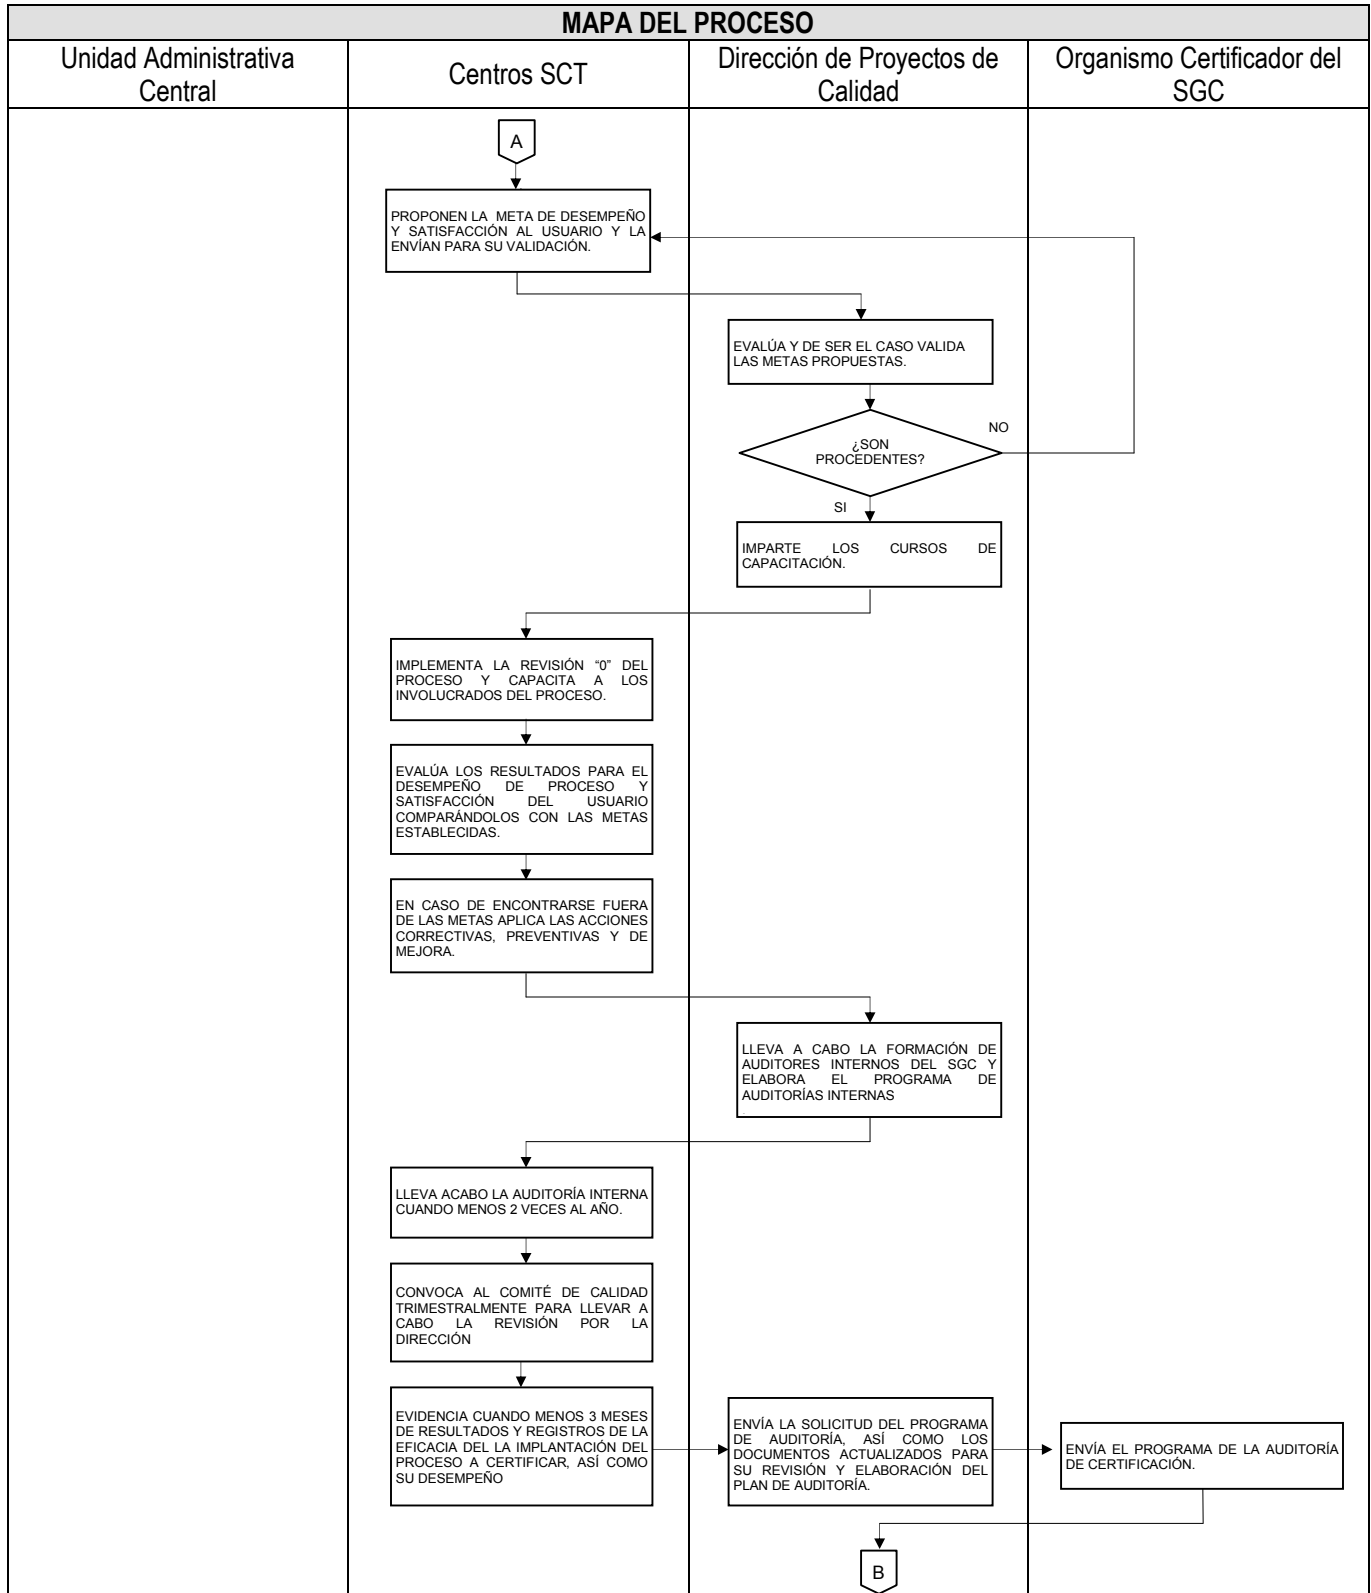 MAPA DEL PROCESO
Unidad Administrativa
Central
Centros SCT
Dirección de Proyectos de
Calidad
Organismo Certificador del
SGC
A
PROPONEN LA META DE DESEMPEÑO
Y SATISFACCIÓN AL USUARIO Y LA
ENVÍAN PARA SU VALIDACIÓN.
EVALÚA Y DE SER EL CASO VALIDA
LAS METAS PROPUESTAS.
¿SON
PROCEDENTES?
NO
SI
IMPARTE LOS CURSOS DE
CAPACITACIÓN.
IMPLEMENTA LA REVISIÓN “0” DEL
PROCESO Y CAPACITA A LOS
INVOLUCRADOS DEL PROCESO.
EVALÚA LOS RESULTADOS PARA EL
DESEMPEÑO DE PROCESO Y
SATISFACCIÓN DEL USUARIO
COMPARÁNDOLOS CON LAS METAS
ESTABLECIDAS.
EN CASO DE ENCONTRARSE FUERA
DE LAS METAS APLICA LAS ACCIONES
CORRECTIVAS, PREVENTIVAS Y DE
MEJORA.
LLEVA A CABO LA FORMACIÓN DE
AUDITORES INTERNOS DEL SGC Y
ELABORA EL PROGRAMA DE
AUDITORÍAS INTERNAS
LLEVA ACABO LA AUDITORÍA INTERNA
CUANDO MENOS 2 VECES AL AÑO.
CONVOCA AL COMITÉ DE CALIDAD
TRIMESTRALMENTE PARA LLEVAR A
CABO LA REVISIÓN POR LA
DIRECCIÓN
EVIDENCIA CUANDO MENOS 3 MESES
DE RESULTADOS Y REGISTROS DE LA
EFICACIA DEL LA IMPLANTACIÓN DEL
PROCESO A CERTIFICAR, ASÍ COMO
SU DESEMPEÑO
ENVÍA LA SOLICITUD DEL PROGRAMA
DE AUDITORÍA, ASÍ COMO LOS
DOCUMENTOS ACTUALIZADOS PARA
SU REVISIÓN Y ELABORACIÓN DEL
PLAN DE AUDITORÍA.
ENVÍA EL PROGRAMA DE LA AUDITORÍA
DE CERTIFICACIÓN.
B